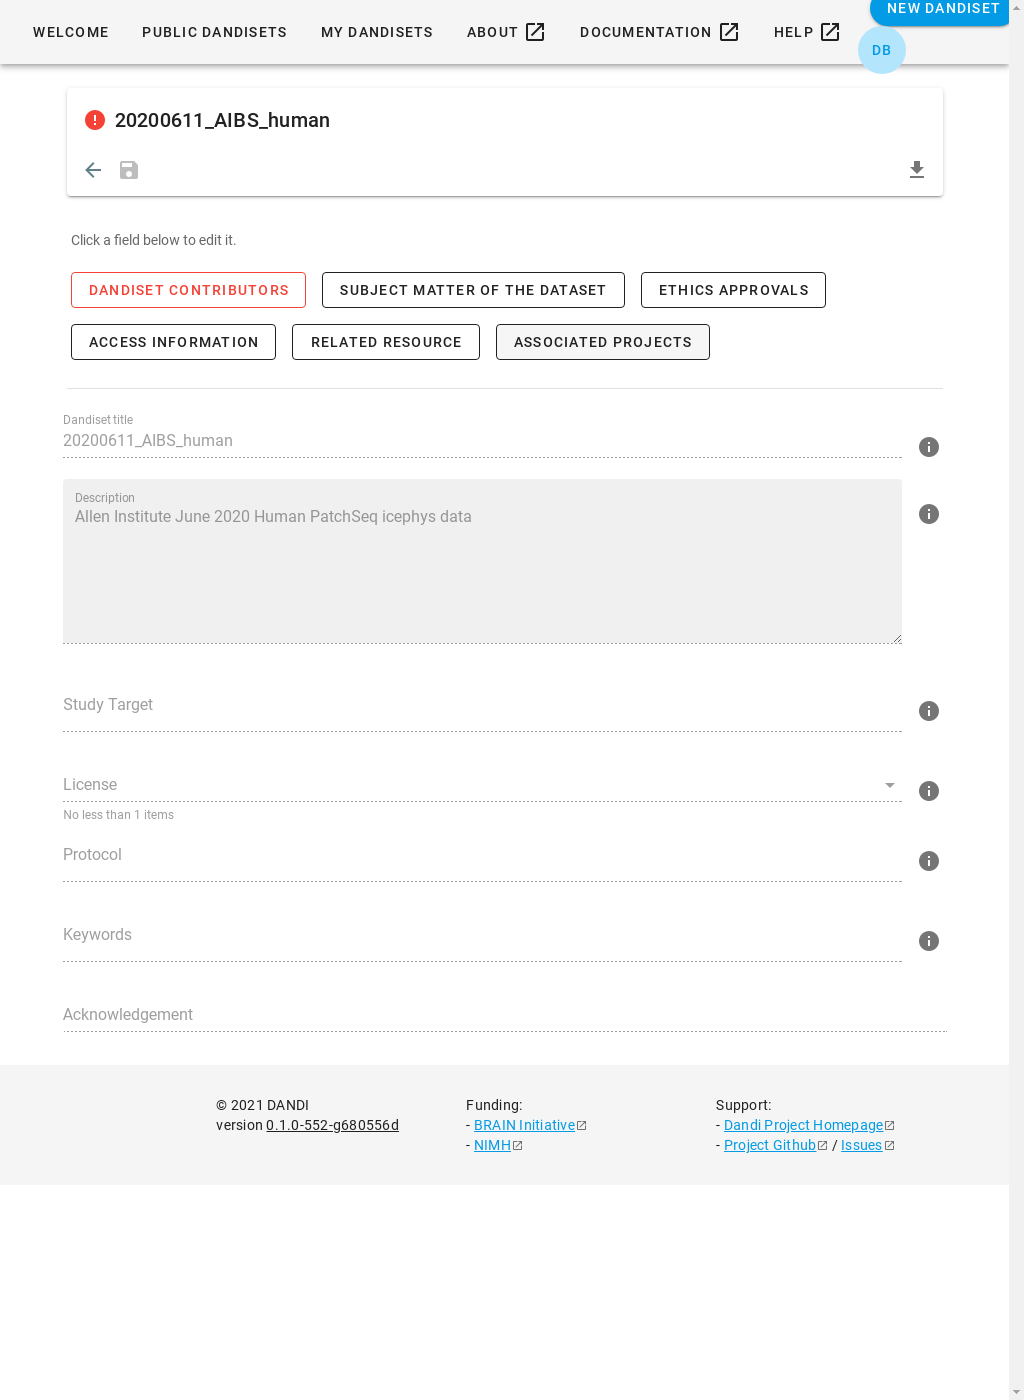 WELCOME PUBLIC DANDISETS MY DANDISETS ABOUT DOCUMENTATION HELP NEW DANDISET
DB
20200611_AIBS_human
Click a field below to edit it.
DANDISET CONTRIBUTORS SUBJECT MATTER OF THE DATASET ETHICS APPROVALS
ACCESS INFORMATION RELATED RESOURCE ASSOCIATED PROJECTS
Dandiset title
20200611_AIBS_human
Description
Allen Institute June 2020 Human PatchSeq icephys data
Study Target
License
No less than 1 items
Protocol
Keywords
Acknowledgement
© 2021 DANDI Funding: Support:
version 0.1.0-552-g680556d - BRAIN Initiative - Dandi Project Homepage
- NIMH - Project Github / Issues